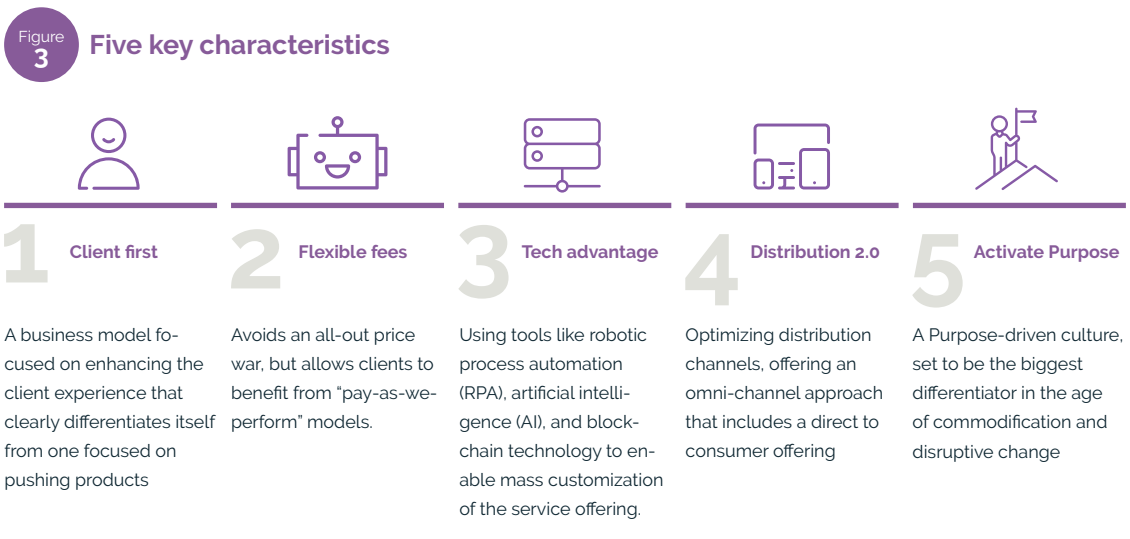 Figure
3
Five key characteristics
1
Client first
A business model fo-
cused on enhancing the
client experience that
clearly differentiates itself
from one focused on
pushing products
2
Flexible fees
Avoids an all-out price
war, but allows clients to
benefit from “pay-as-we-
perform” models.
3
Tech advantage
Using tools like robotic
process automation
(RPA), artificial intelli-
gence (AI), and block-
chain technology to en-
able mass customization
of the service offering.
4
Distribution 2.0
Optimizing distribution
channels, offering an
omni-channel approach
that includes a direct to
consumer offering
5
Activate Purpose
A Purpose-driven culture,
set to be the biggest
differentiator in the age
of commodification and
disruptive change